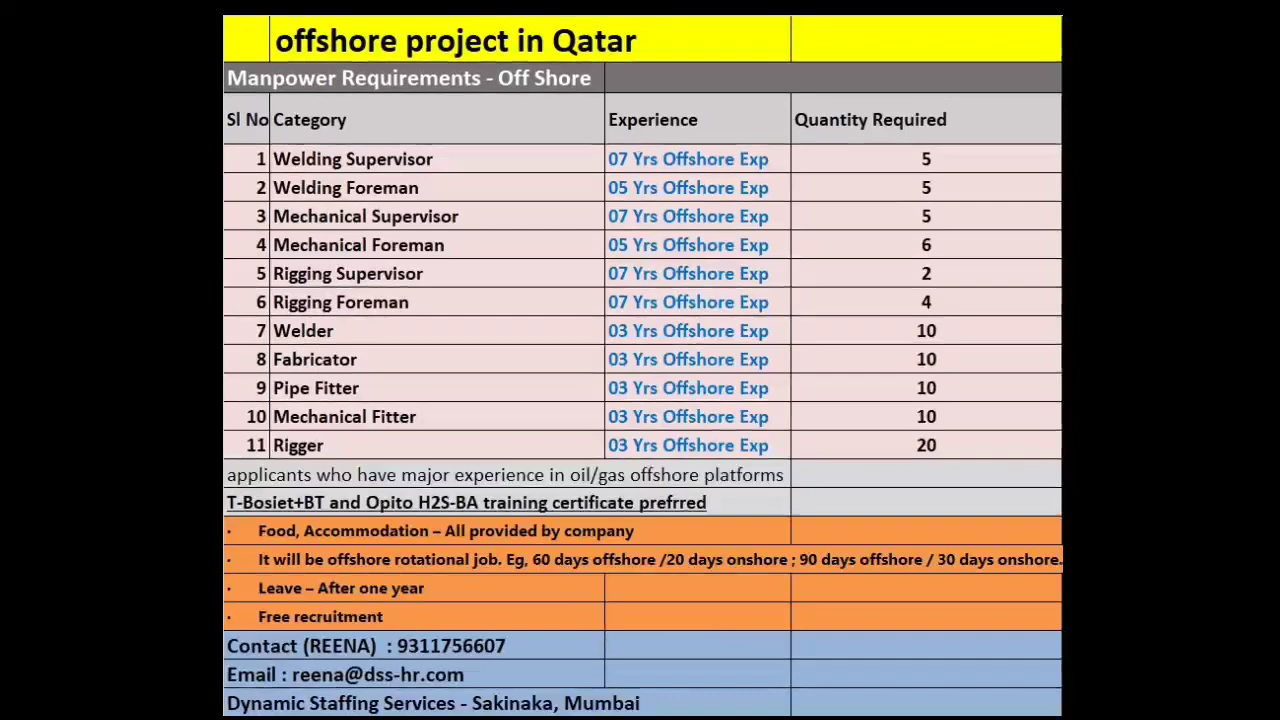 offshore project in Qatar
Manpower Requirements - Off Shore
Sl No Category Experience Quantity Required
1 Welding Supervisor 07 Yrs Offshore Exp 5
2 Welding Foreman 05 Yrs Offshore Exp 5
3 Mechanical Supervisor 07 Yrs Offshore Exp 5
4 Mechanical Foreman 05 Yrs Offshore Exp 6
5 Rigging Supervisor 07 Yrs Offshore Exp 2
6 Rigging Foreman 07 Yrs Offshore Exp 4
7 Welder 03 Yrs Offshore Exp 10
8 Fabricator 03 Yrs Offshore Exp 10
9 Pipe Fitter 03 Yrs Offshore Exp 10
10 Mechanical Fitter 03 Yrs Offshore Exp 10
11 Rigger 03 Yrs Offshore Exp 20
applicants who have major experience in oil/gas offshore platforms
T-Bosiet+BT and Opito H2S-BA training certificate prefrred
· Food, Accommodation – All provided by company
· It will be offshore rotational job. Eg, 60 days offshore /20 days onshore ; 90 days offshore / 30 days onshore.
· Leave – After one year
· Free recruitment
Contact (REENA) : 9311756607
Email : reena@dss-hr.com
Dynamic Staffing Services - Sakinaka, Mumbai